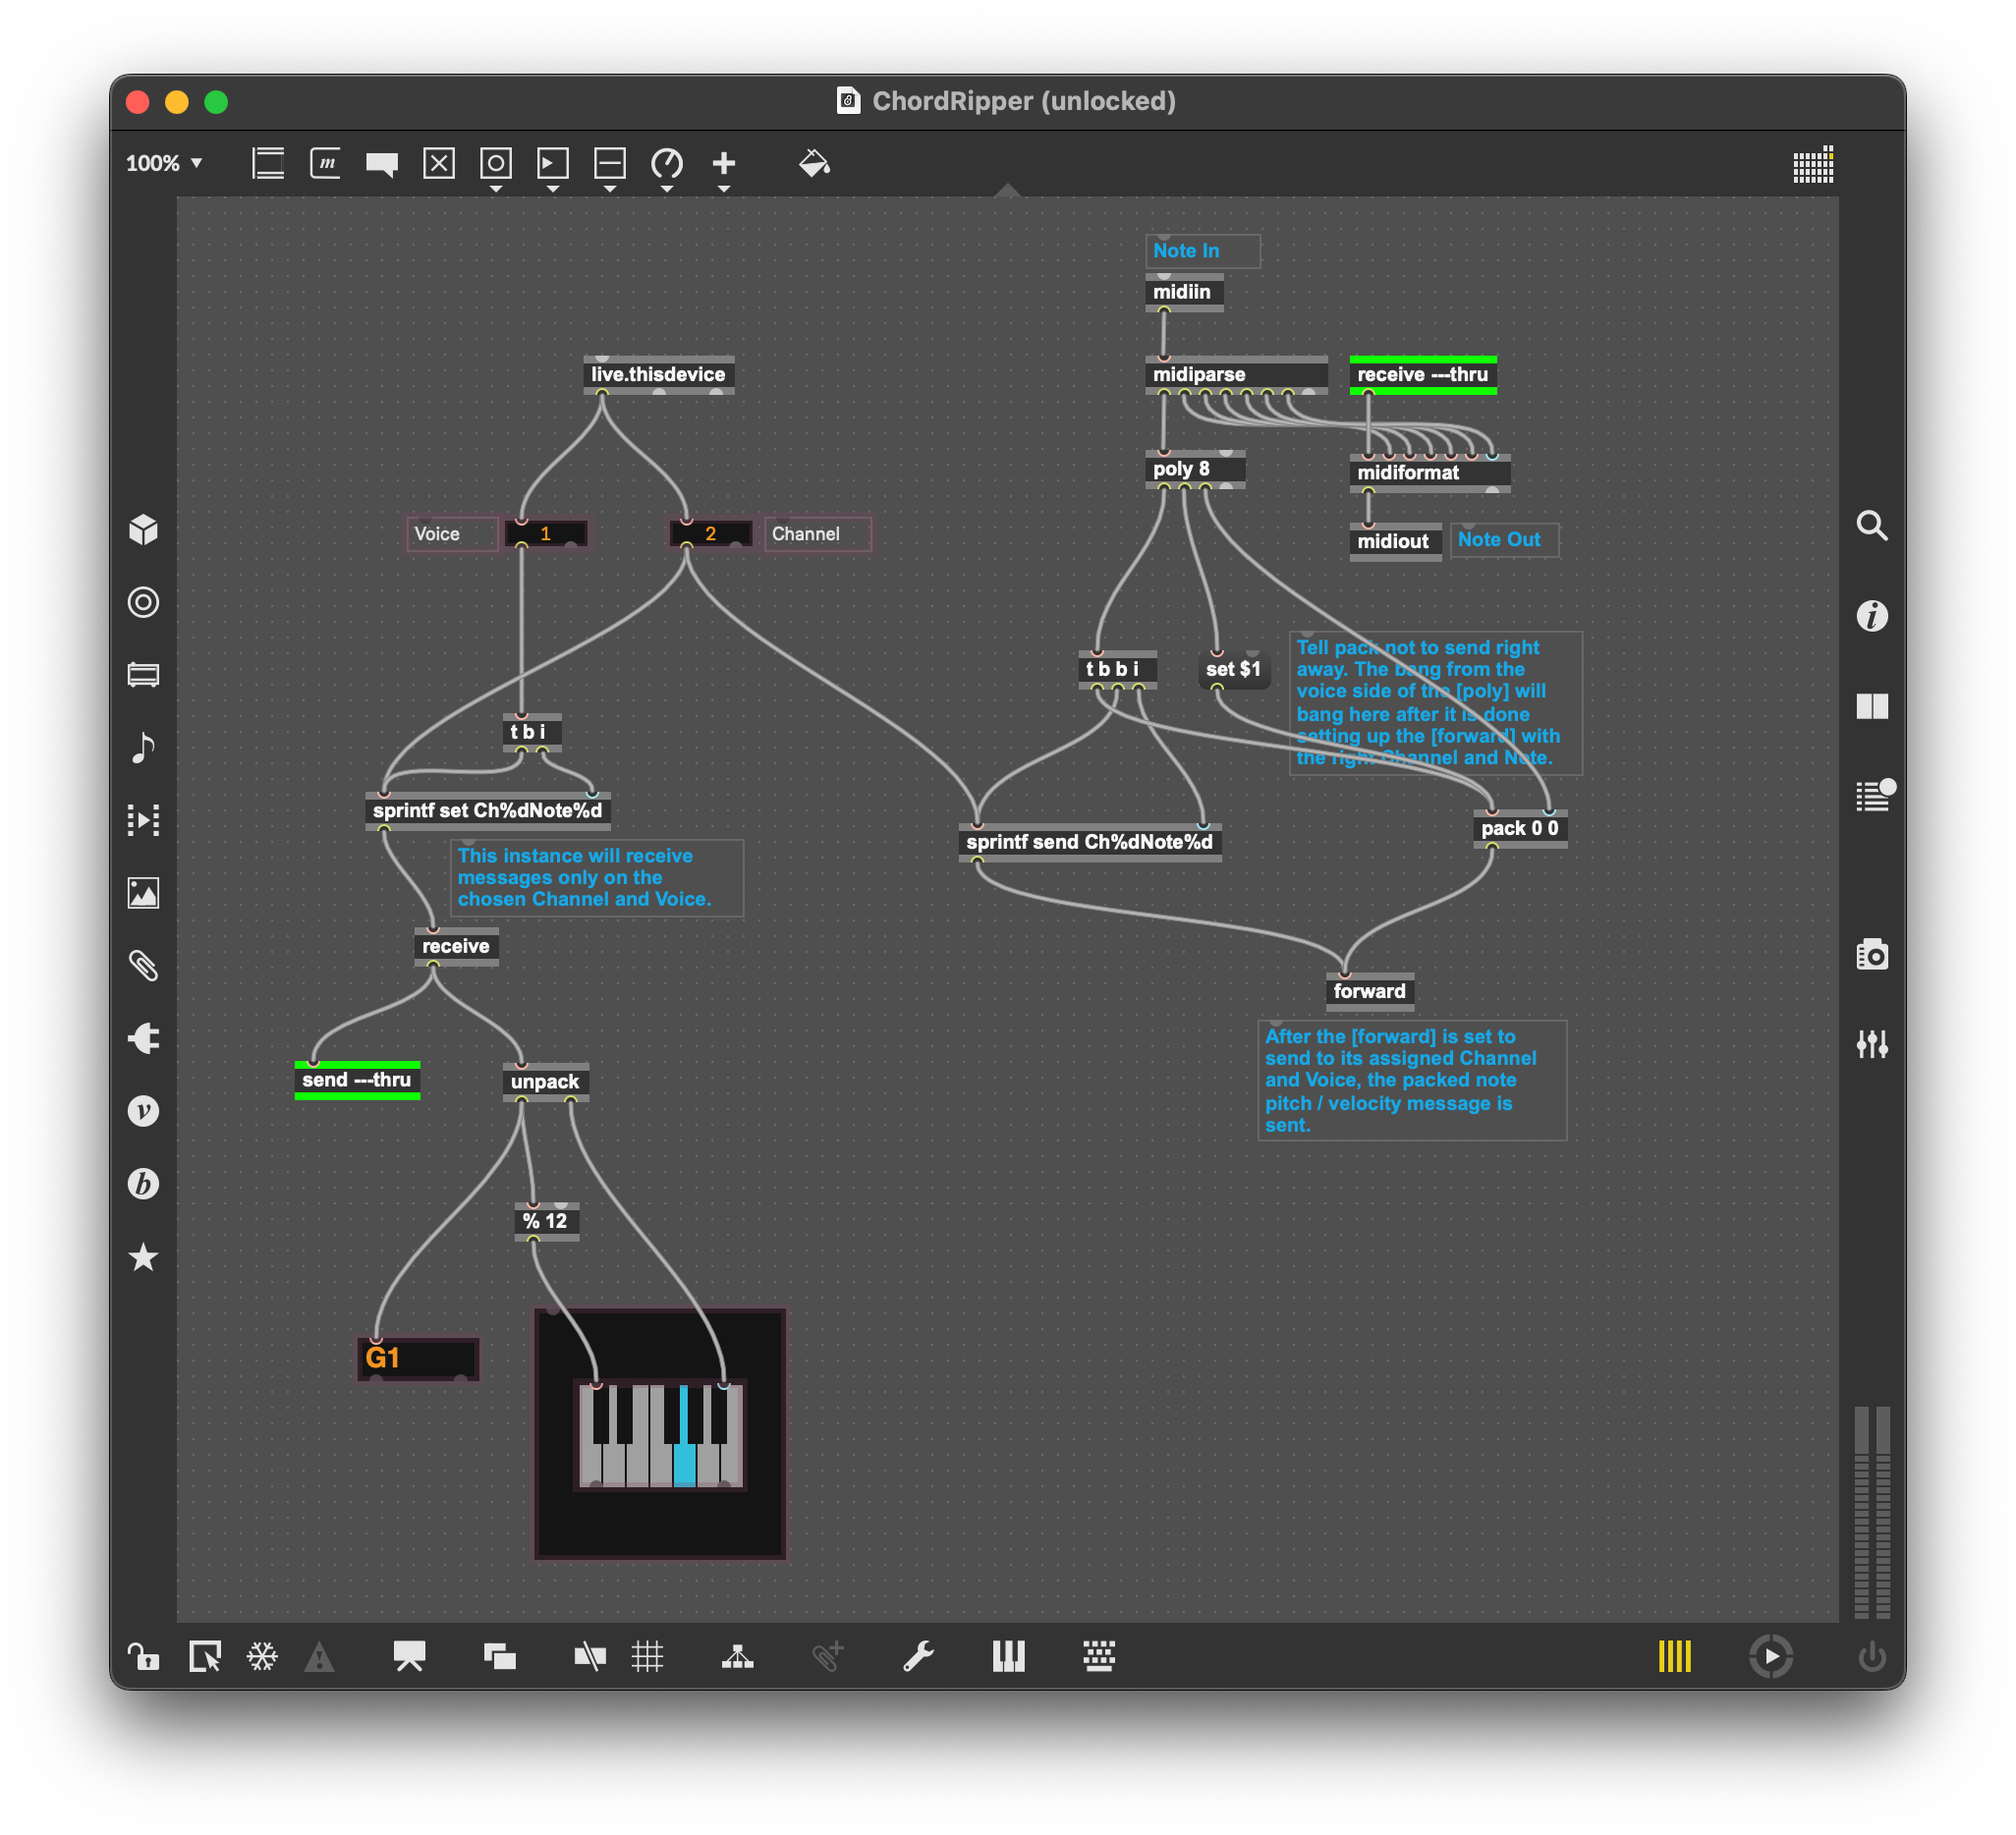 ChordRipper (unlocked)
100%
m
Note In
midiin
live.thisdevice
midiparse
receive ---thru
poly 8
midiformat
Voice
1
2
Channel
midiout
Note Out
t b b i
set $1
Tell pack not to send right
away. The bang from the
voice side of the [poly] will
bang here after it is done
setting up the [forward] with
the right Channel and Note.
t b i
sprintf set Ch%dNote%d
sprintf send Ch%dNote%d
pack 0 0
This instance will receive
messages only on the
chosen Channel and Voice.
receive
forward
After the [forward] is set to
send to its assigned Channel
and Voice, the packed note
pitch / velocity message is
sent.
send ---thru
unpack
% 12
G1
i
v
b